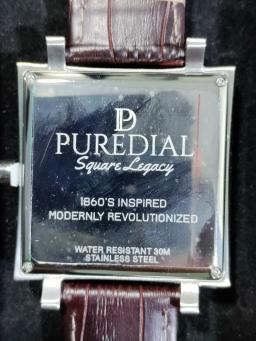 PD
PUREDIAL
Square Legacy
1860'S INSPIRED
MODERNLY REVOLUTIONIZED
WATER RESISTANT 30M
STAINLESS STEEL